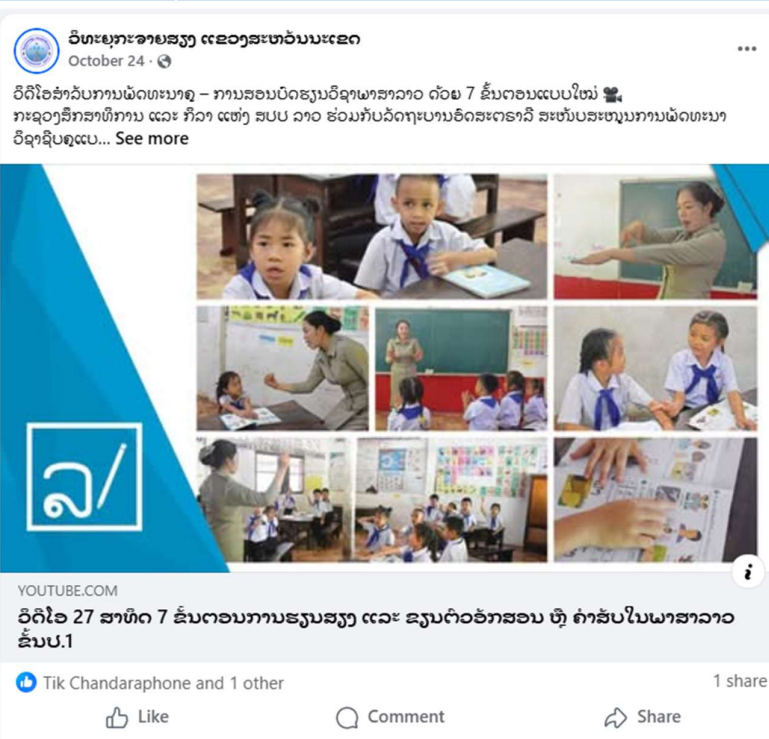 ວິທະຍຸກະຈາຍສຽງ ແຂວງສະຫວັນນະເຂດ
October 24 ·
ວິດີໂອສຳລັບການພັດທະນາຄູ – ການສອນບົດຮຽນວິຊາພາສາລາວ ດ້ວຍ 7 ຂັ້ນຕອນແບບໃໝ່ 🎥
ກະຊວງສຶກສາທິການ ແລະ ກິລາ ແຫ່ງ ສປປ ລາວ ຮ່ວມກັບລັດຖະບານອົດສະຕຣາລີ ສະໜັບສະໜູນການພັດທະນາ
ວິຊາຊີບຄູແບ... See more
ລ
YOUTUBE.COM
ວິດີໂອ 27 ສາທິດ 7 ຂັ້ນຕອນການຮຽນສຽງ ແລະ ຂຽນຕົວອັກສອນ ຫຼື ຄຳສັບໃນພາສາລາວ
ຂັ້ນປ.1
Tik Chandaraphone and 1 other
1 share
Like
Comment
Share